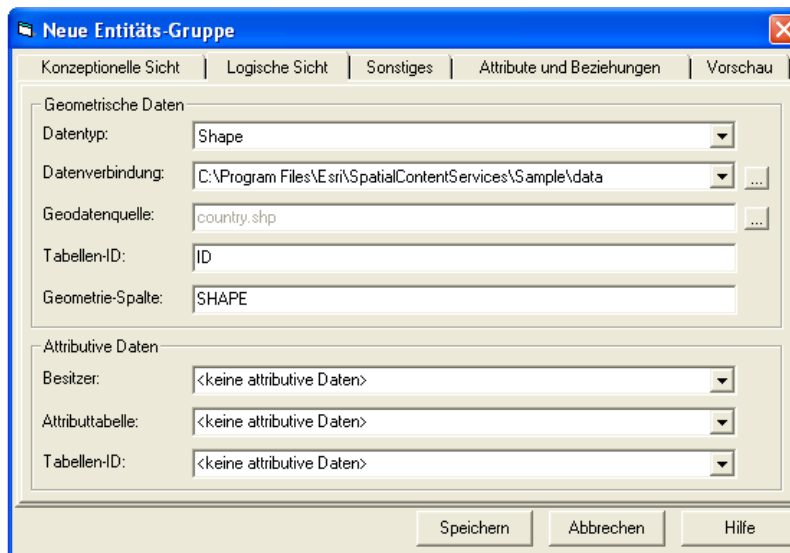 Neue Entitäts-Gruppe
Konzeptionelle Sicht Logische Sicht Sonstiges Attribute und Beziehungen Vorschau
Geometrische Daten
Datentyp: Shape
Datenverbindung: C:\Program Files\Esri\SpatialContentServices\Sample\data ...
Geodatenquelle: country.shp ...
Tabellen-ID: ID
Geometrie-Spalte: SHAPE
Attributive Daten
Besitzer: <keine attributive Daten>
Attributtabelle: <keine attributive Daten>
Tabellen-ID: <keine attributive Daten>
Speichern Abbrechen Hilfe